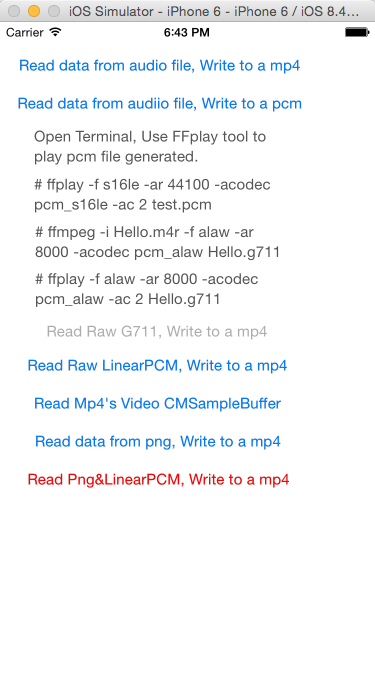 iOS Simulator - iPhone 6 - iPhone 6 / iOS 8.4...
Carrier 6:43 PM
Read data from audio file, Write to a mp4
Read data from audiio file, Write to a pcm
Open Terminal, Use FFplay tool to
play pcm file generated.
# ffplay -f s16le -ar 44100 -acodec
pcm_s16le -ac 2 test.pcm
# ffmpeg -i Hello.m4r -f alaw -ar
8000 -acodec pcm_alaw Hello.g711
# ffplay -f alaw -ar 8000 -acodec
pcm_alaw -ac 2 Hello.g711
Read Raw G711, Write to a mp4
Read Raw LinearPCM, Write to a mp4
Read Mp4's Video CMSampleBuffer
Read data from png, Write to a mp4
Read Png&LinearPCM, Write to a mp4